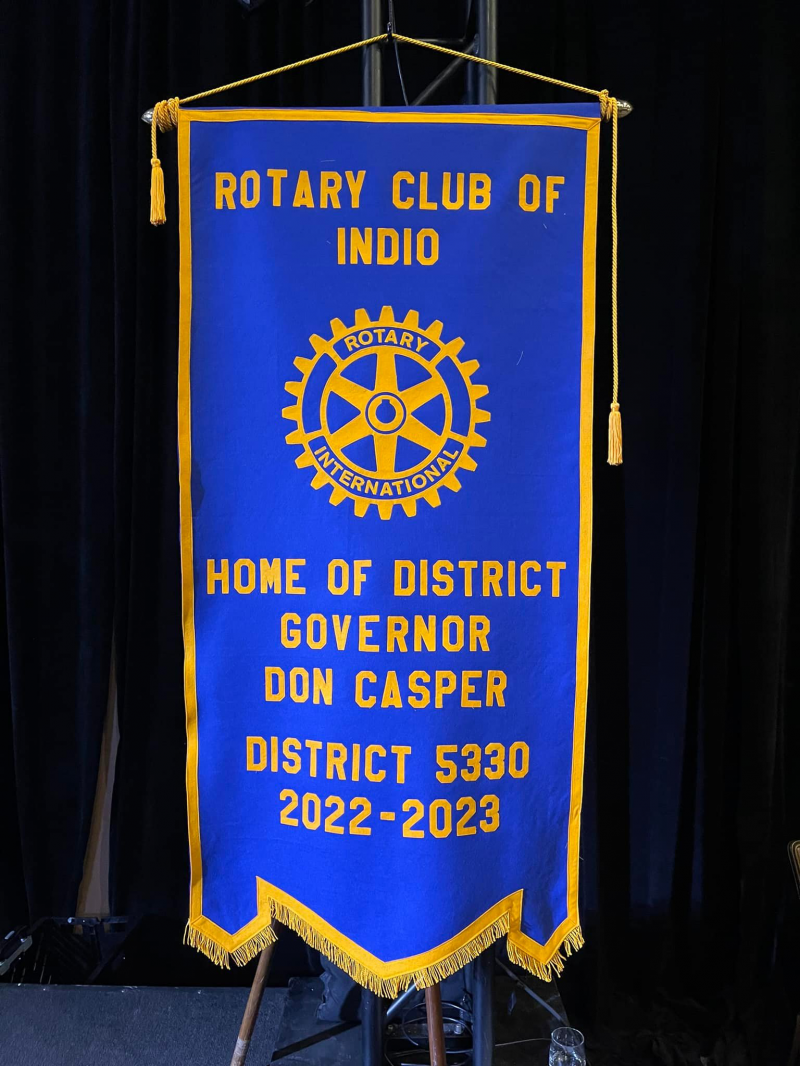 ROTARY CLUB OF
INDIO
ROTARY
INTERNATIONAL
HOME OF DISTRICT
GOVERNOR
DON CASPER
DISTRICT 5330
2022-2023